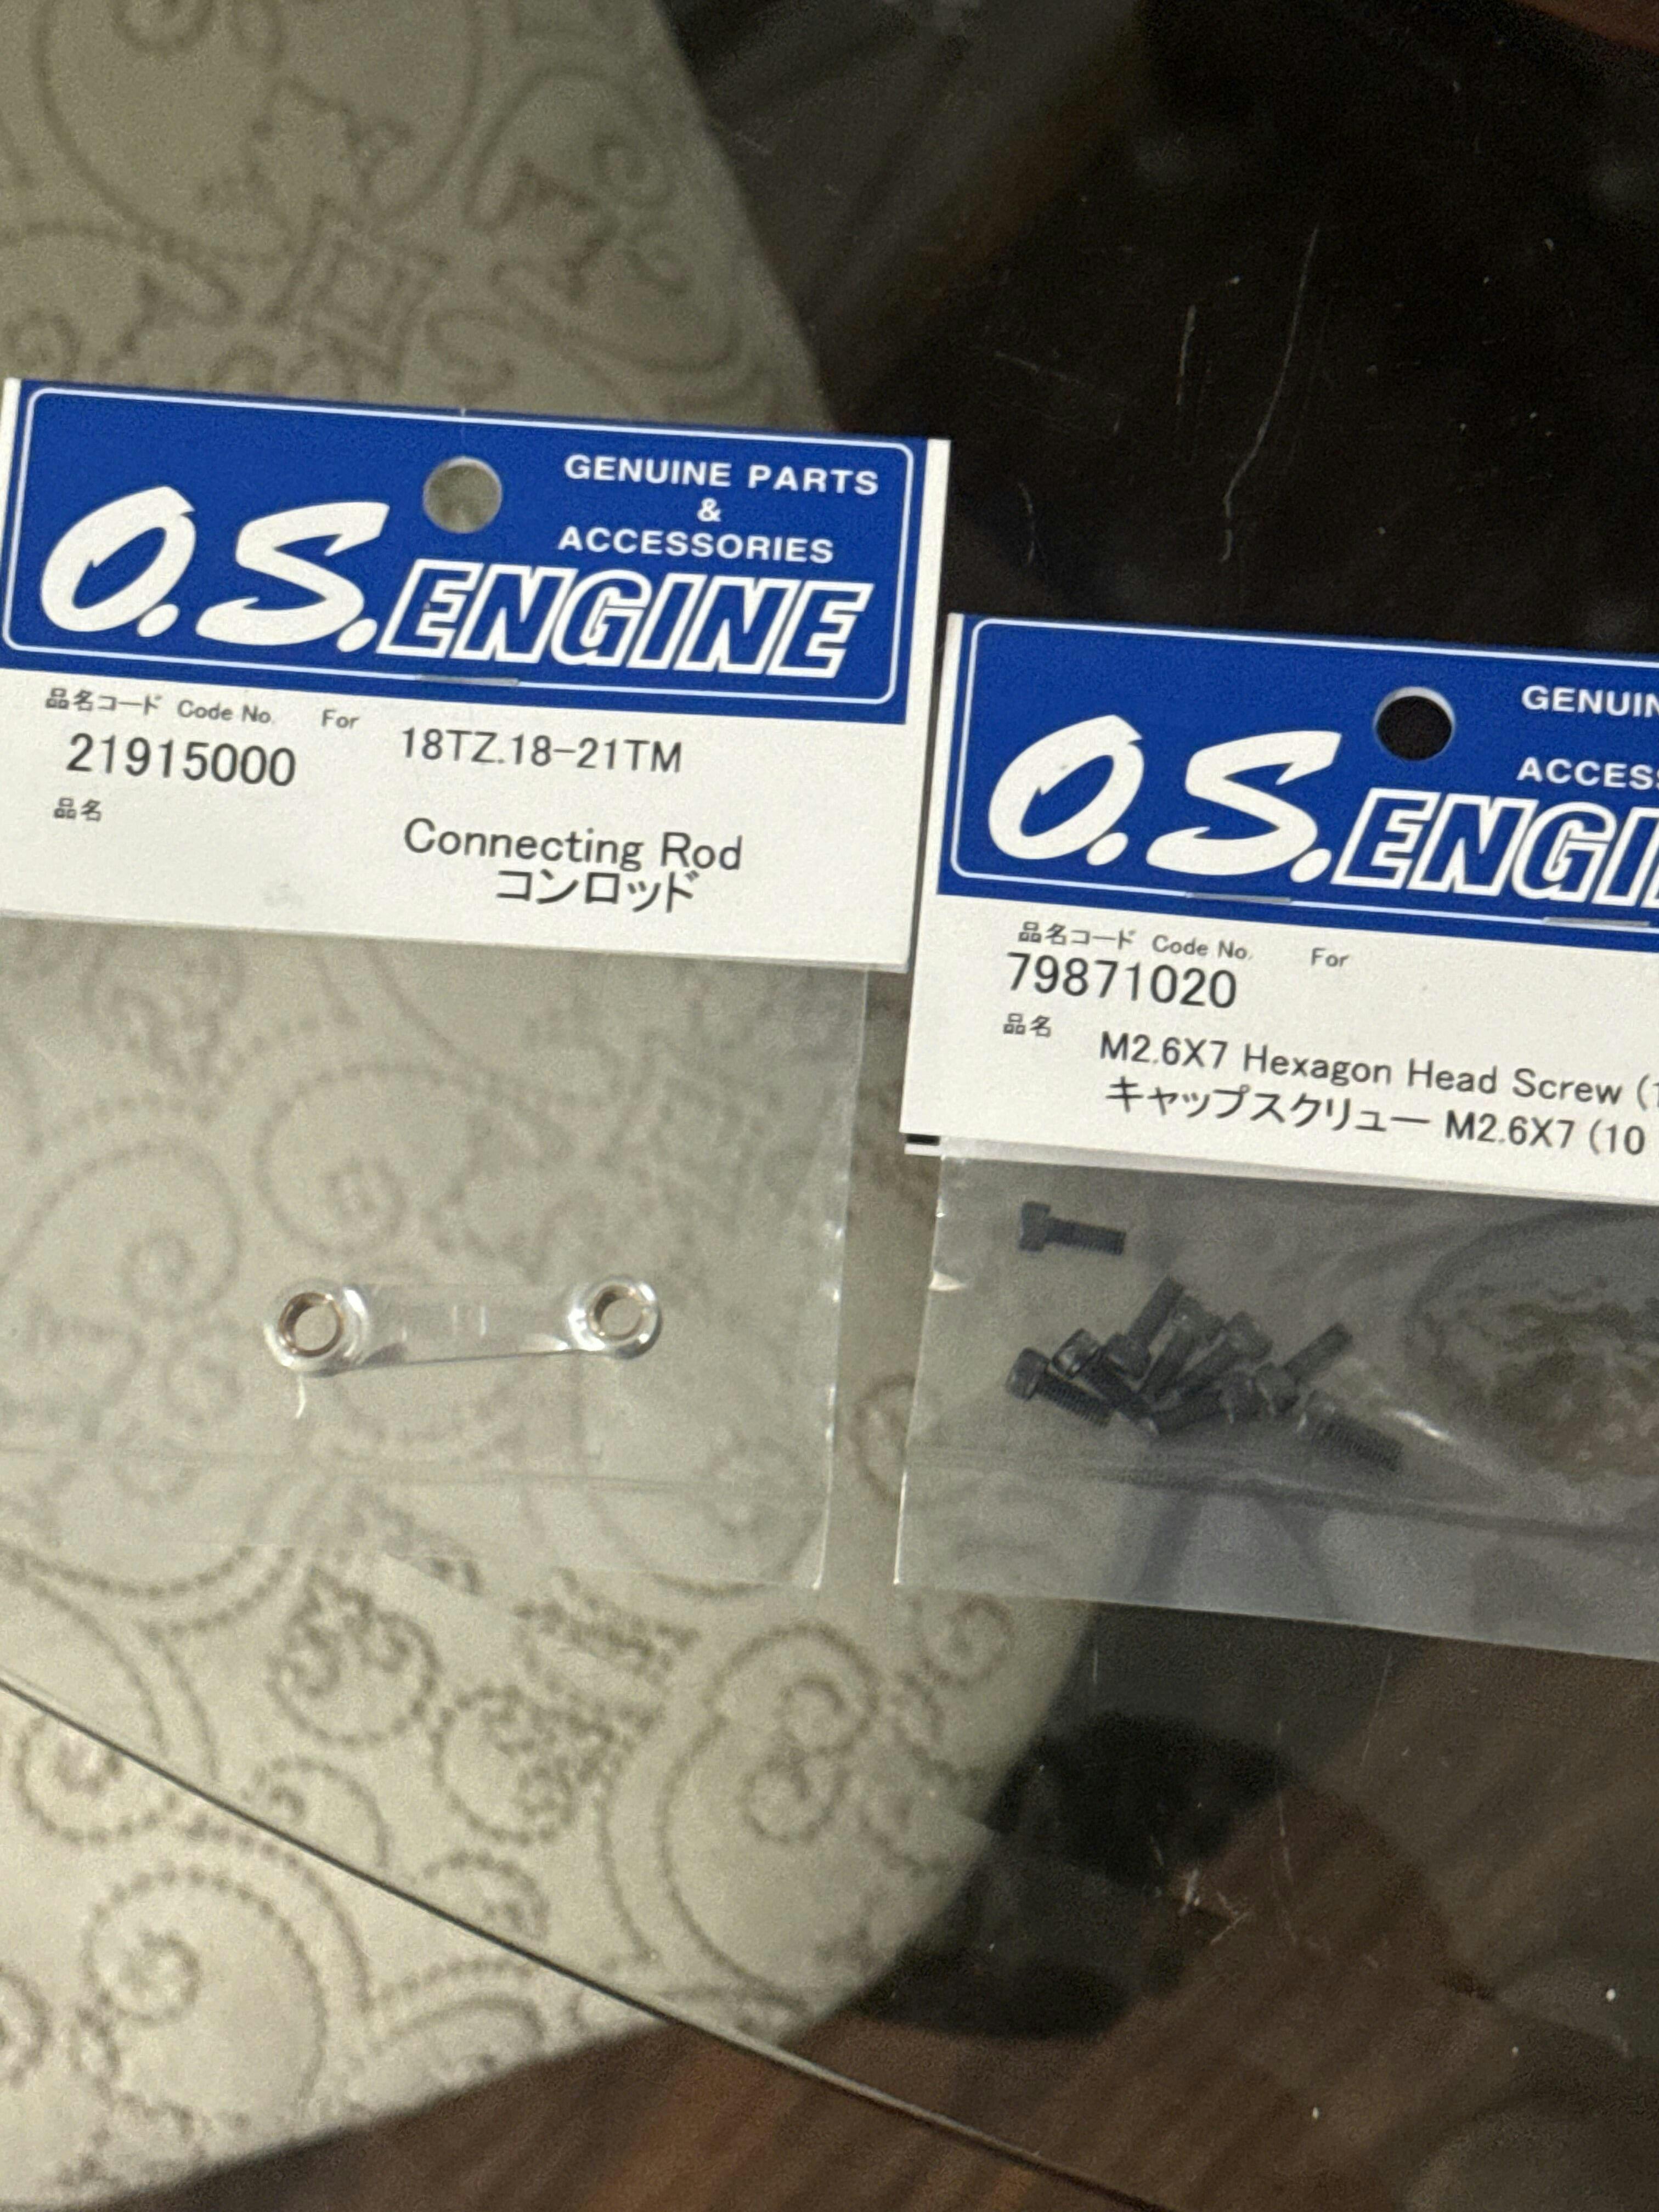 GENUINE PARTS
&
ACCESSORIES
O.S.ENGINE
品名コード Code No. For
21915000 18TZ.18-21TM
品名
Connecting Rod
コンロッド
GENUIN
ACCESS
O.S.ENGI
品名コード Code No. For
79871020
品名 M2.6X7 Hexagon Head Screw (1
キャップスクリュー M2.6X7 (10